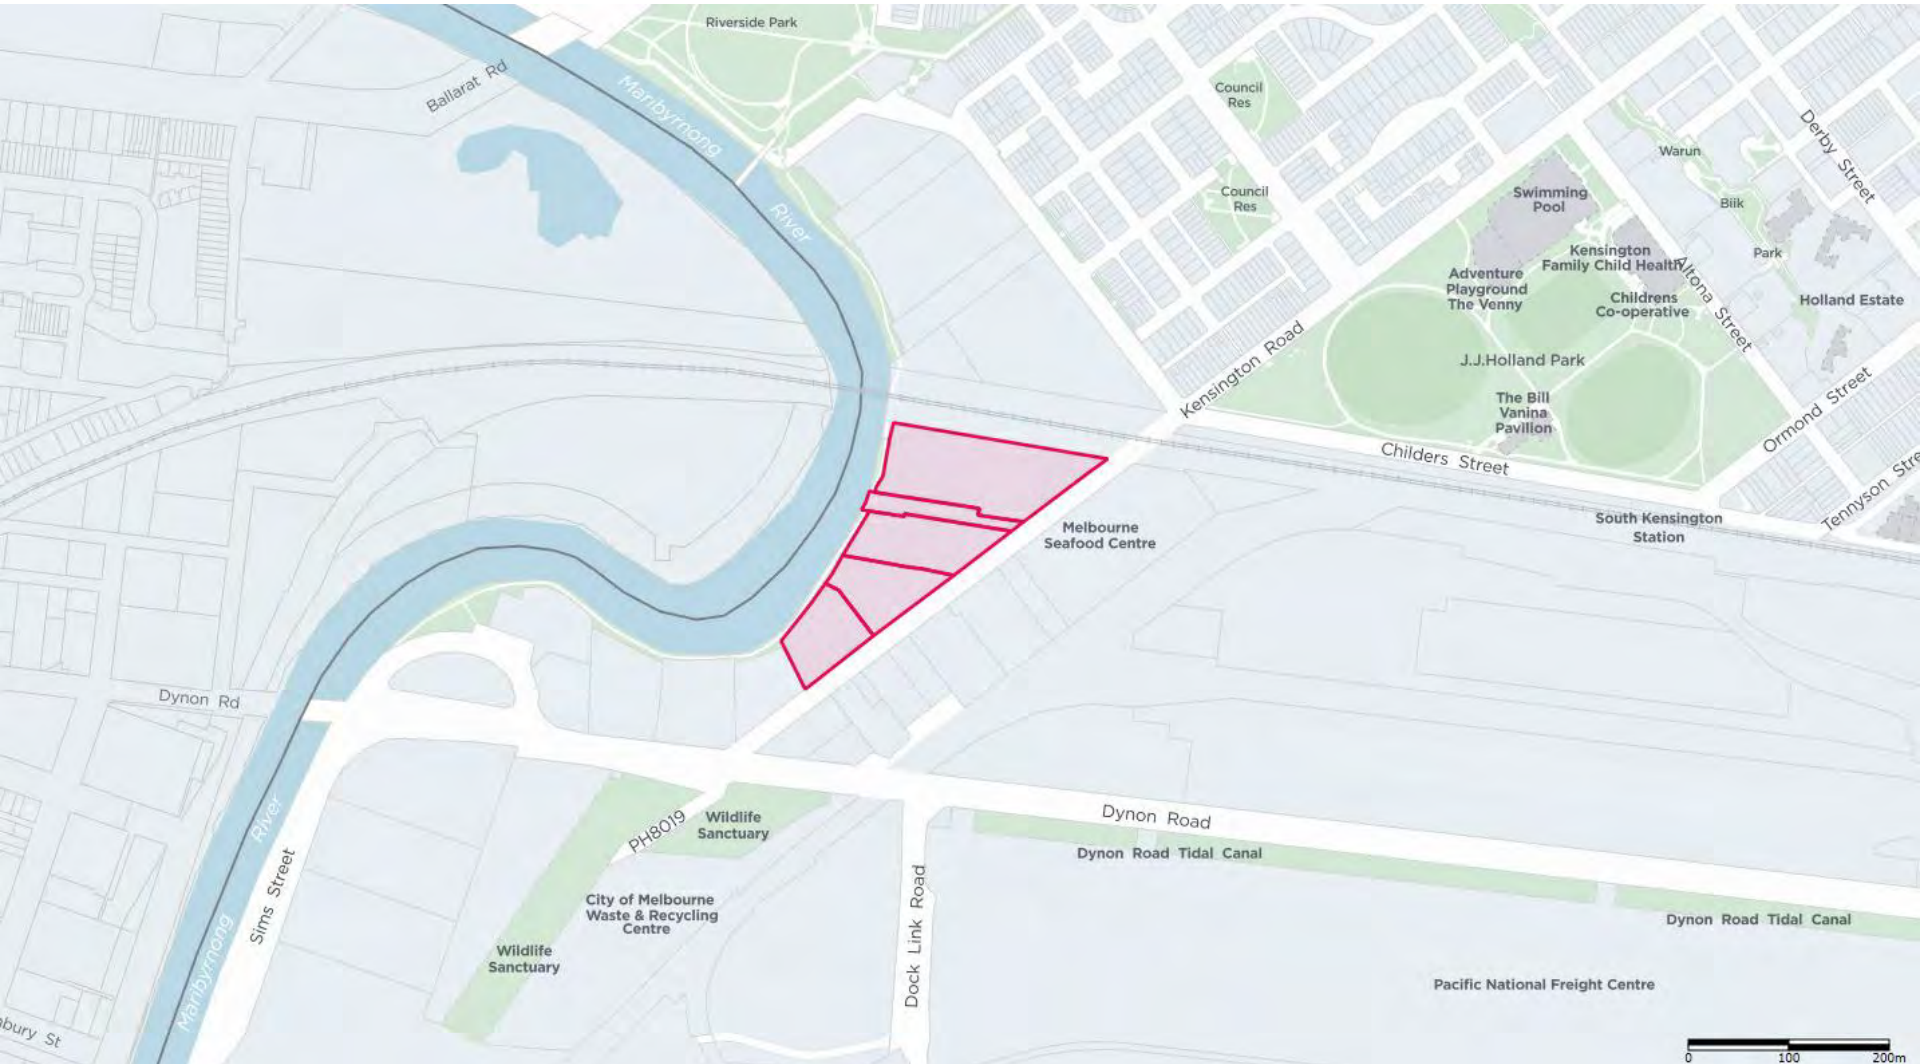 Riverside Park
Ballarat Rd
Maribyrnong
River
Council
Res
Council
Res
Derby Street
Warun
Biik
Park
Swimming
Pool
Kensington
Family Child Health
Adventure
Playground
The Venny
Childrens
Co-operative
Altona Street
Holland Estate
Kensington Road
J.J.Holland Park
The Bill
Vanina
Pavilion
Ormond Street
Childers Street
Tennyson Stre
South Kensington
Station
Melbourne
Seafood Centre
Dynon Rd
River
Maribyrnong
Sims Street
PH8019
Wildlife
Sanctuary
Dynon Road
Dynon Road Tidal Canal
City of Melbourne
Waste & Recycling
Centre
Dock Link Road
Dynon Road Tidal Canal
Wildlife
Sanctuary
Pacific National Freight Centre
bury St
0 100 200m